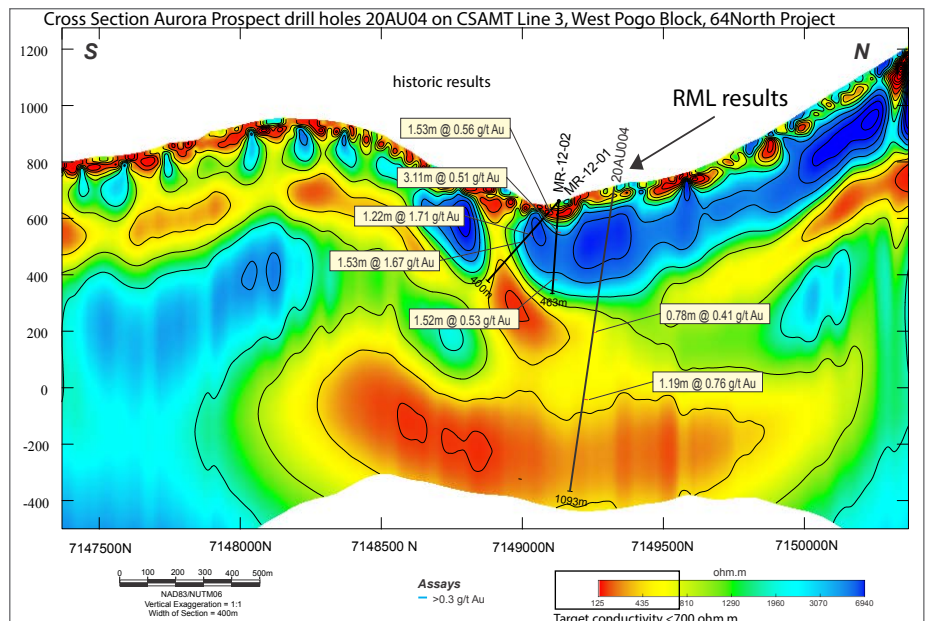 Cross Section Aurora Prospect drill holes 20AU04 on CSAMT Line 3, West Pogo Block, 64North Project
S
N
1200
1000
800
600
400
200
0
-200
-400
historic results
RML results
1.53m @ 0.56 g/t Au
3.11m @ 0.51 g/t Au
1.22m @ 1.71 g/t Au
1.53m @ 1.67 g/t Au
1.52m @ 0.53 g/t Au
0.78m @ 0.41 g/t Au
1.19m @ 0.76 g/t Au
MR-12-02
MR-12-01
20AU004
400m
463m
1093m
7147500N
7148000 N
7148500 N
7149000N
7149500N
7150000N
0 100 200 300 400 500m
NAD83/NUTM06
Vertical Exaggeration = 1:1
Width of Section = 400m
Assays
>0.3 g/t Au
ohm.m
125 435 810 1290 1960 3070 6940
Target conductivity <700 ohm.m